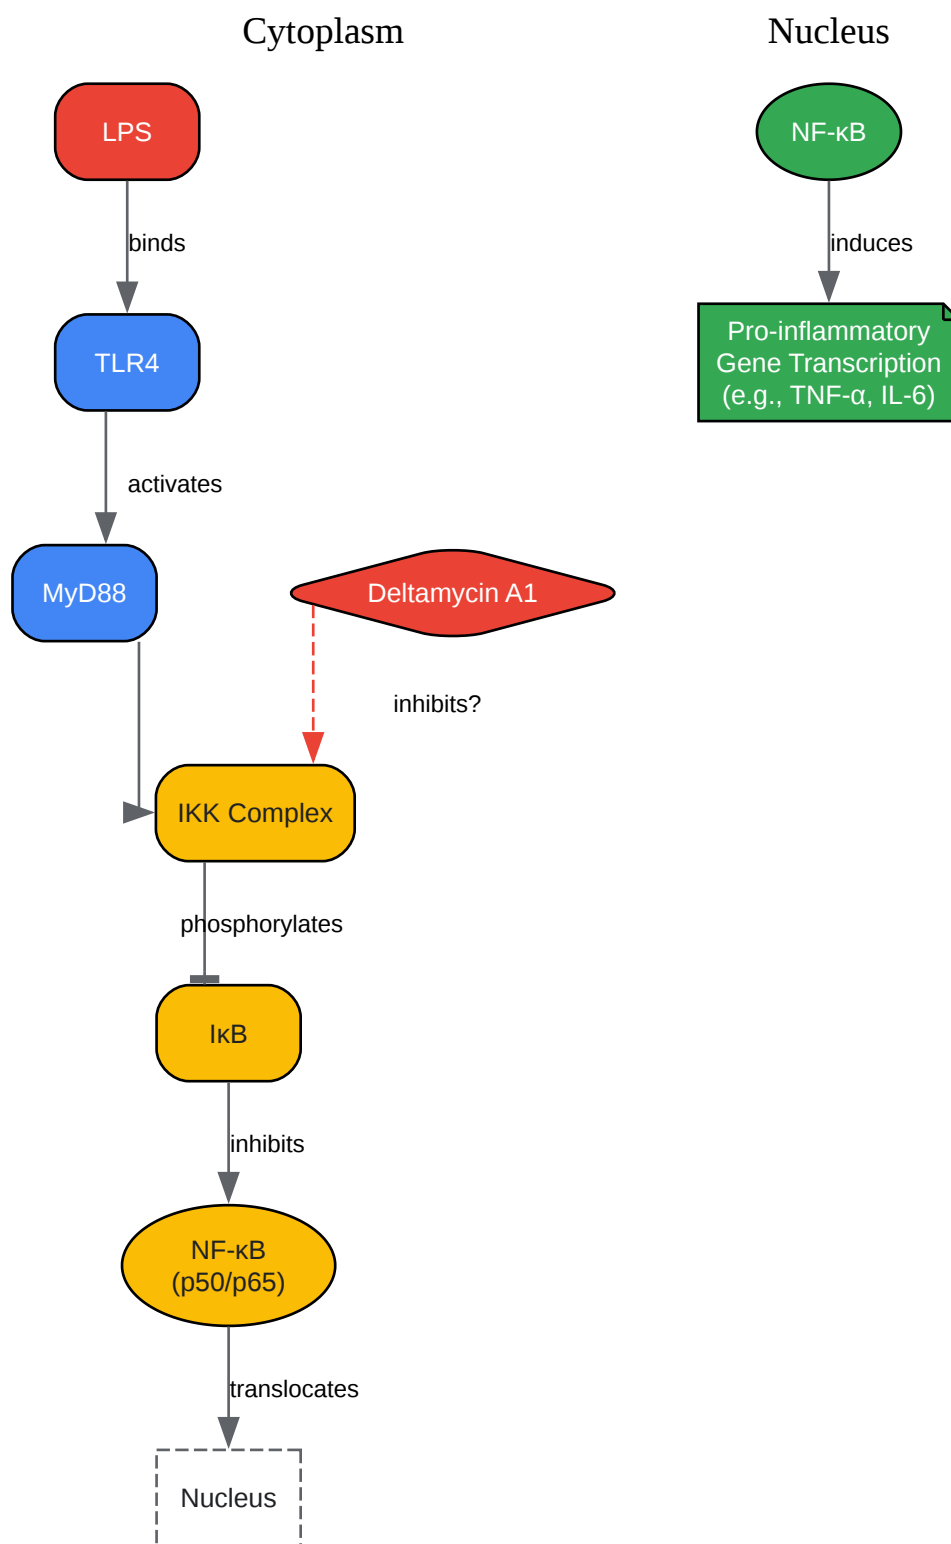 Cytoplasm
Nucleus
LPS
NF-κB
binds
induces
TLR4
Pro-inflammatory
Gene Transcription
(e.g., TNF-α, IL-6)
activates
MyD88
Deltamycin A1
inhibits?
IKK Complex
phosphorylates
IκB
inhibits
NF-κB
(p50/p65)
translocates
Nucleus